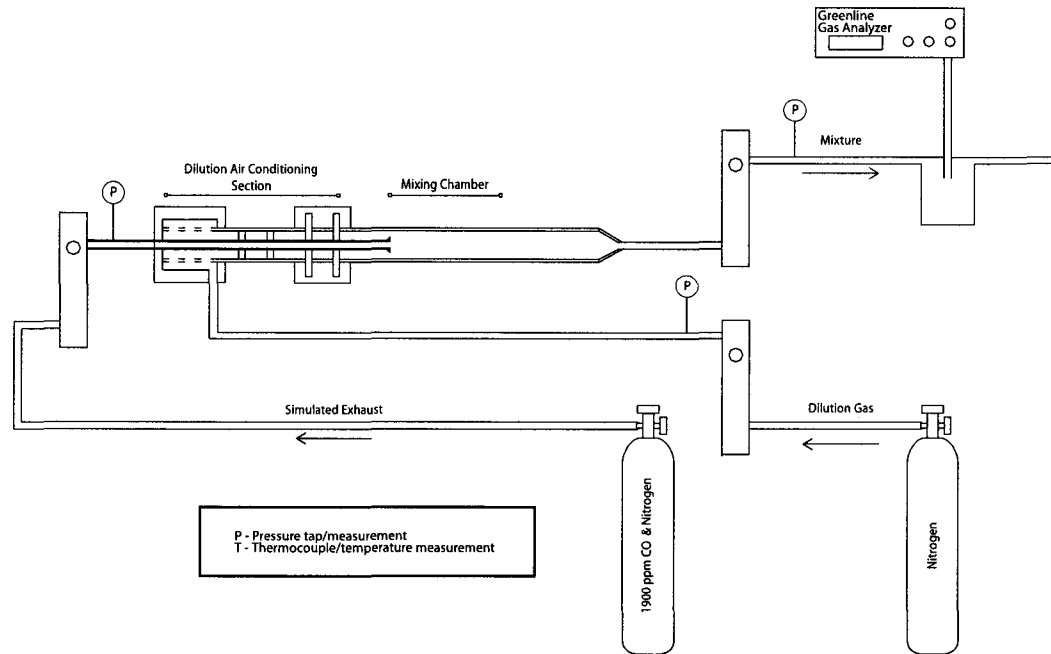 Greenline
Gas Analyzer
P
Mixture
Dilution Air Conditioning
Section
Mixing Chamber
P
P
Simulated Exhaust
Dilution Gas
P - Pressure tap/measurement
T - Thermocouple/temperature measurement
1900 ppm CO & Nitrogen
Nitrogen